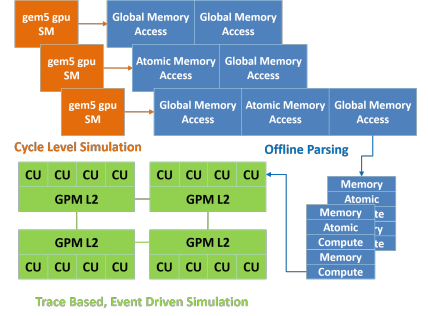 gem5 gpu
SM
Global Memory
Access
Global Memory
Access
gem5 gpu
SM
Atomic Memory
Access
Global Memory
Access
gem5 gpu
SM
Global Memory
Access
Atomic Memory
Access
Global Memory
Access
Cycle Level Simulation
Offline Parsing
CU CU CU CU
GPM L2
CU CU CU CU
GPM L2
GPM L2
CU CU CU CU
GPM L2
CU CU CU CU
Memory
Atomic
Memory
Atomic
Compute
Memory
Compute
Trace Based, Event Driven Simulation